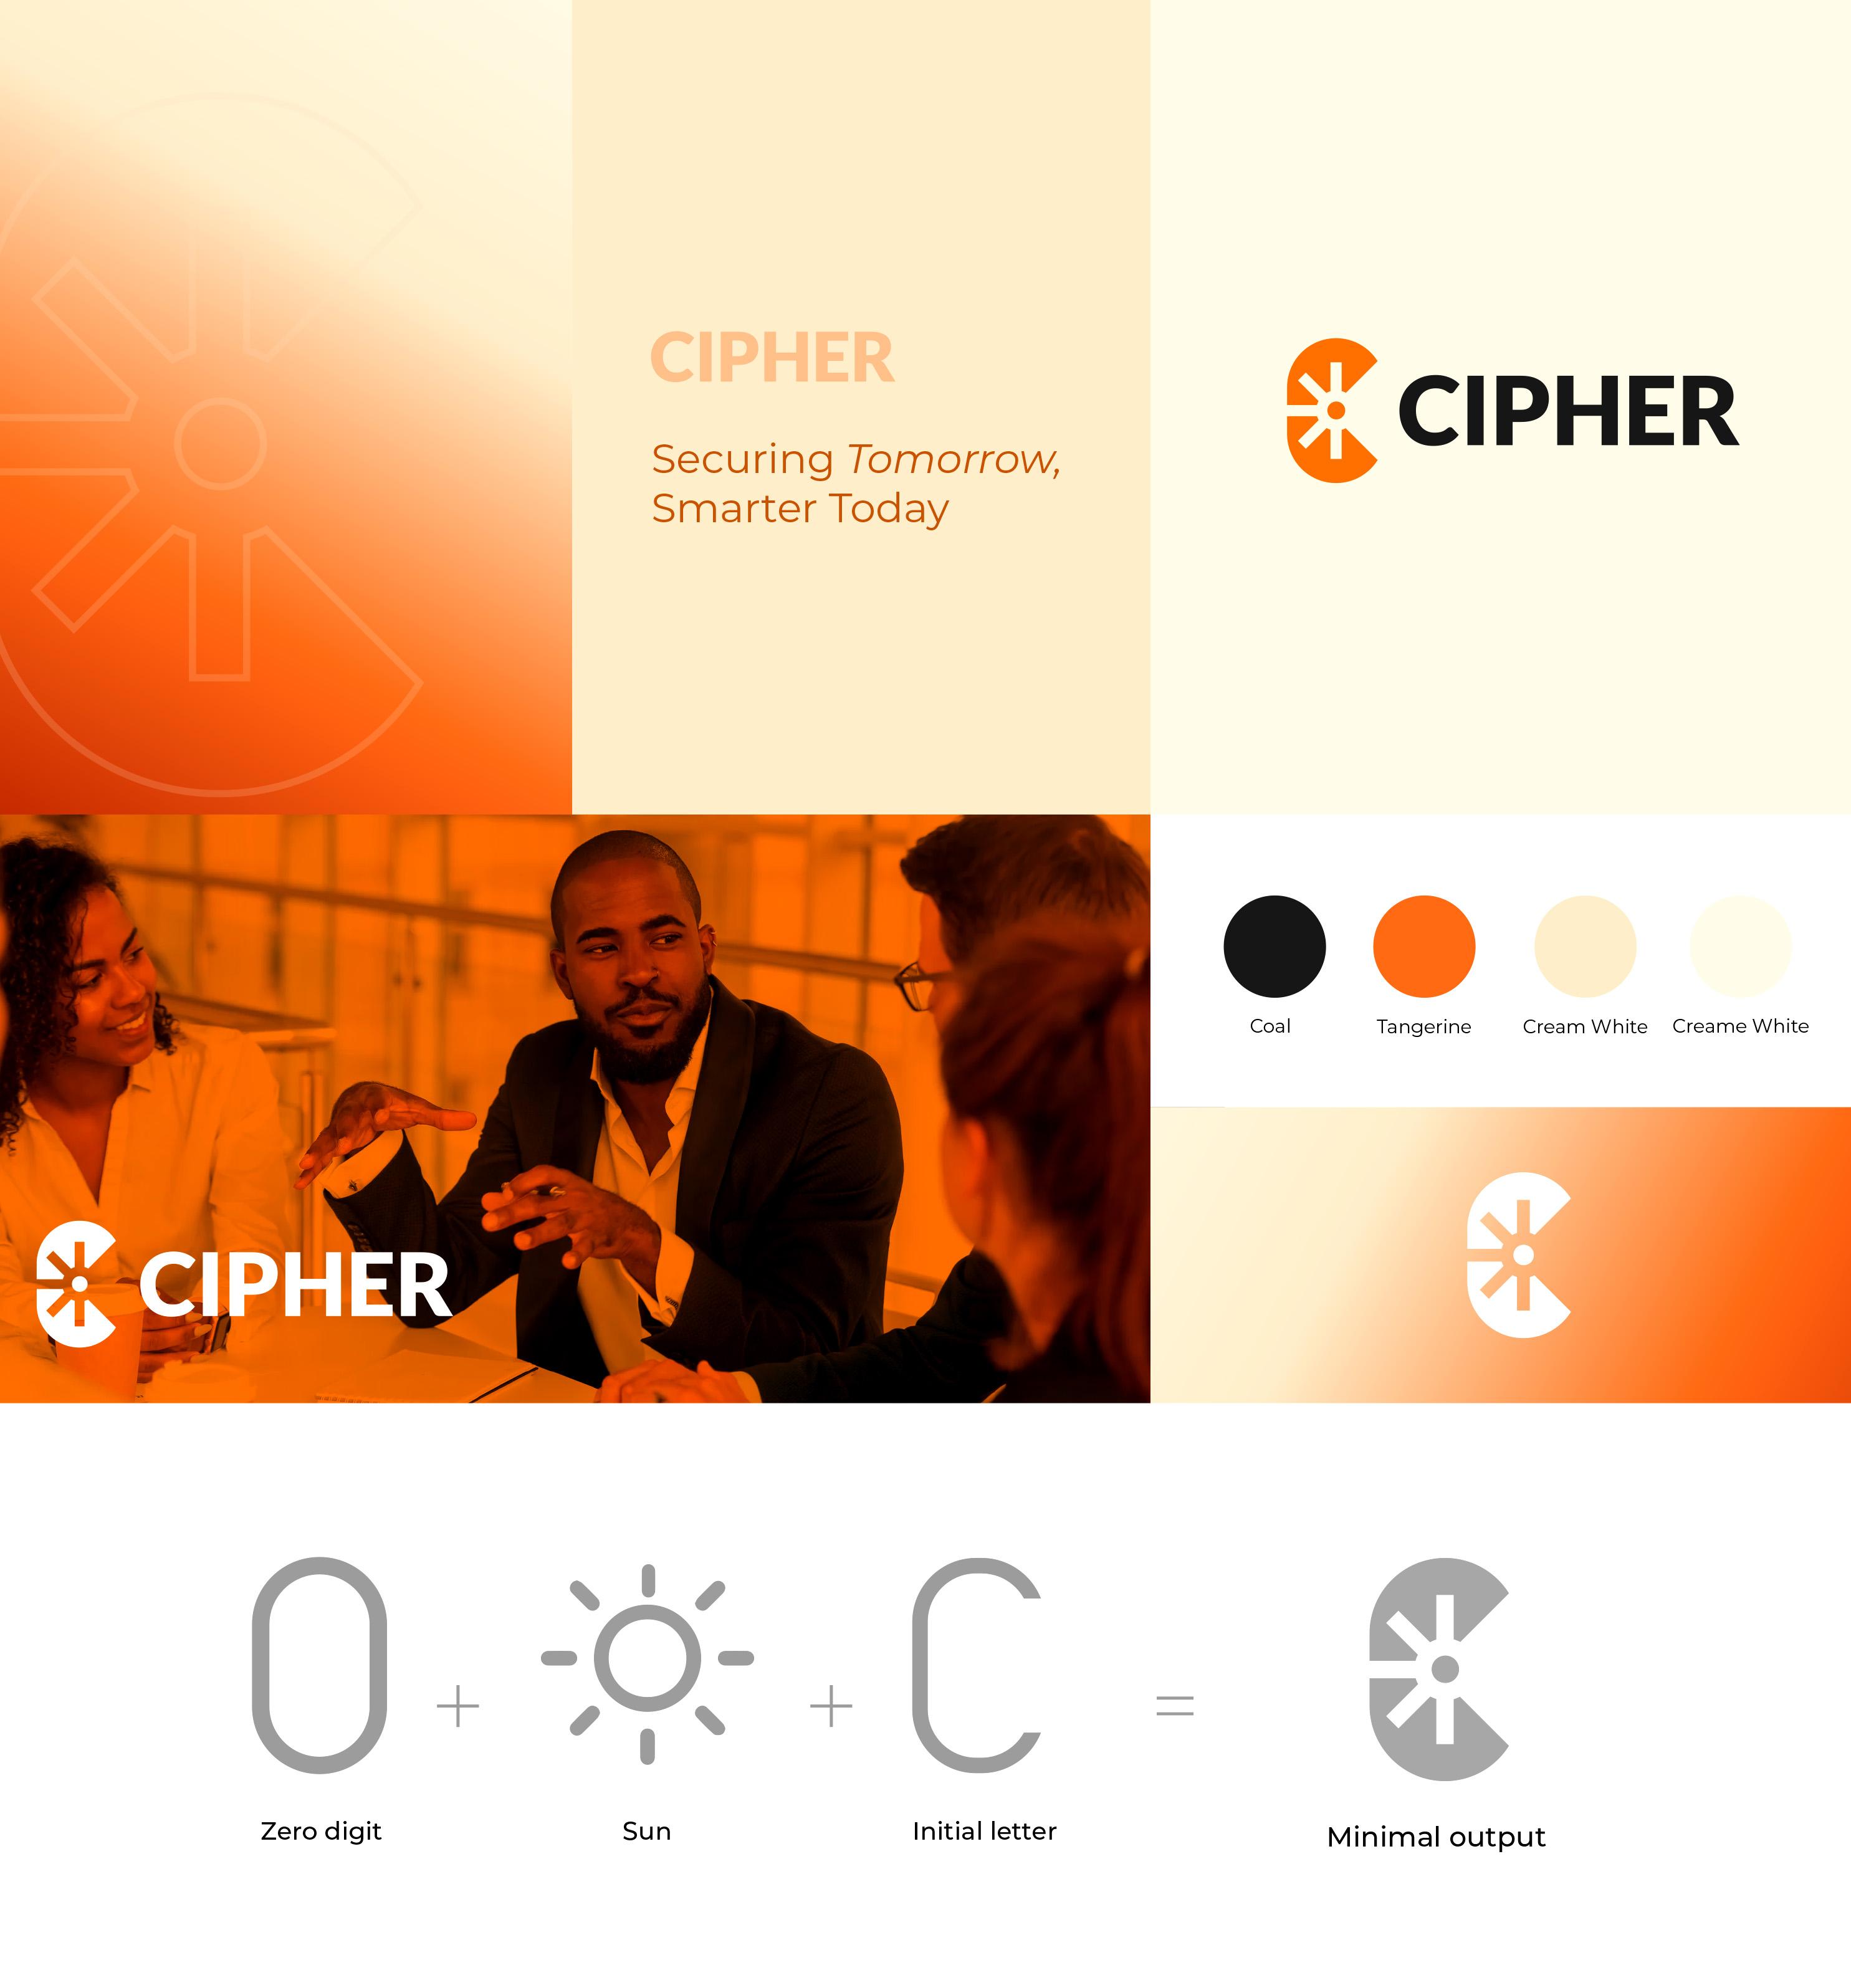 CIPHER
Securing Tomorrow,
Smarter Today
CIPHER
CIPHER
Coal
Tangerine
Cream White
Creame White
Zero digit
+
Sun
+
Initial letter
=
Minimal output